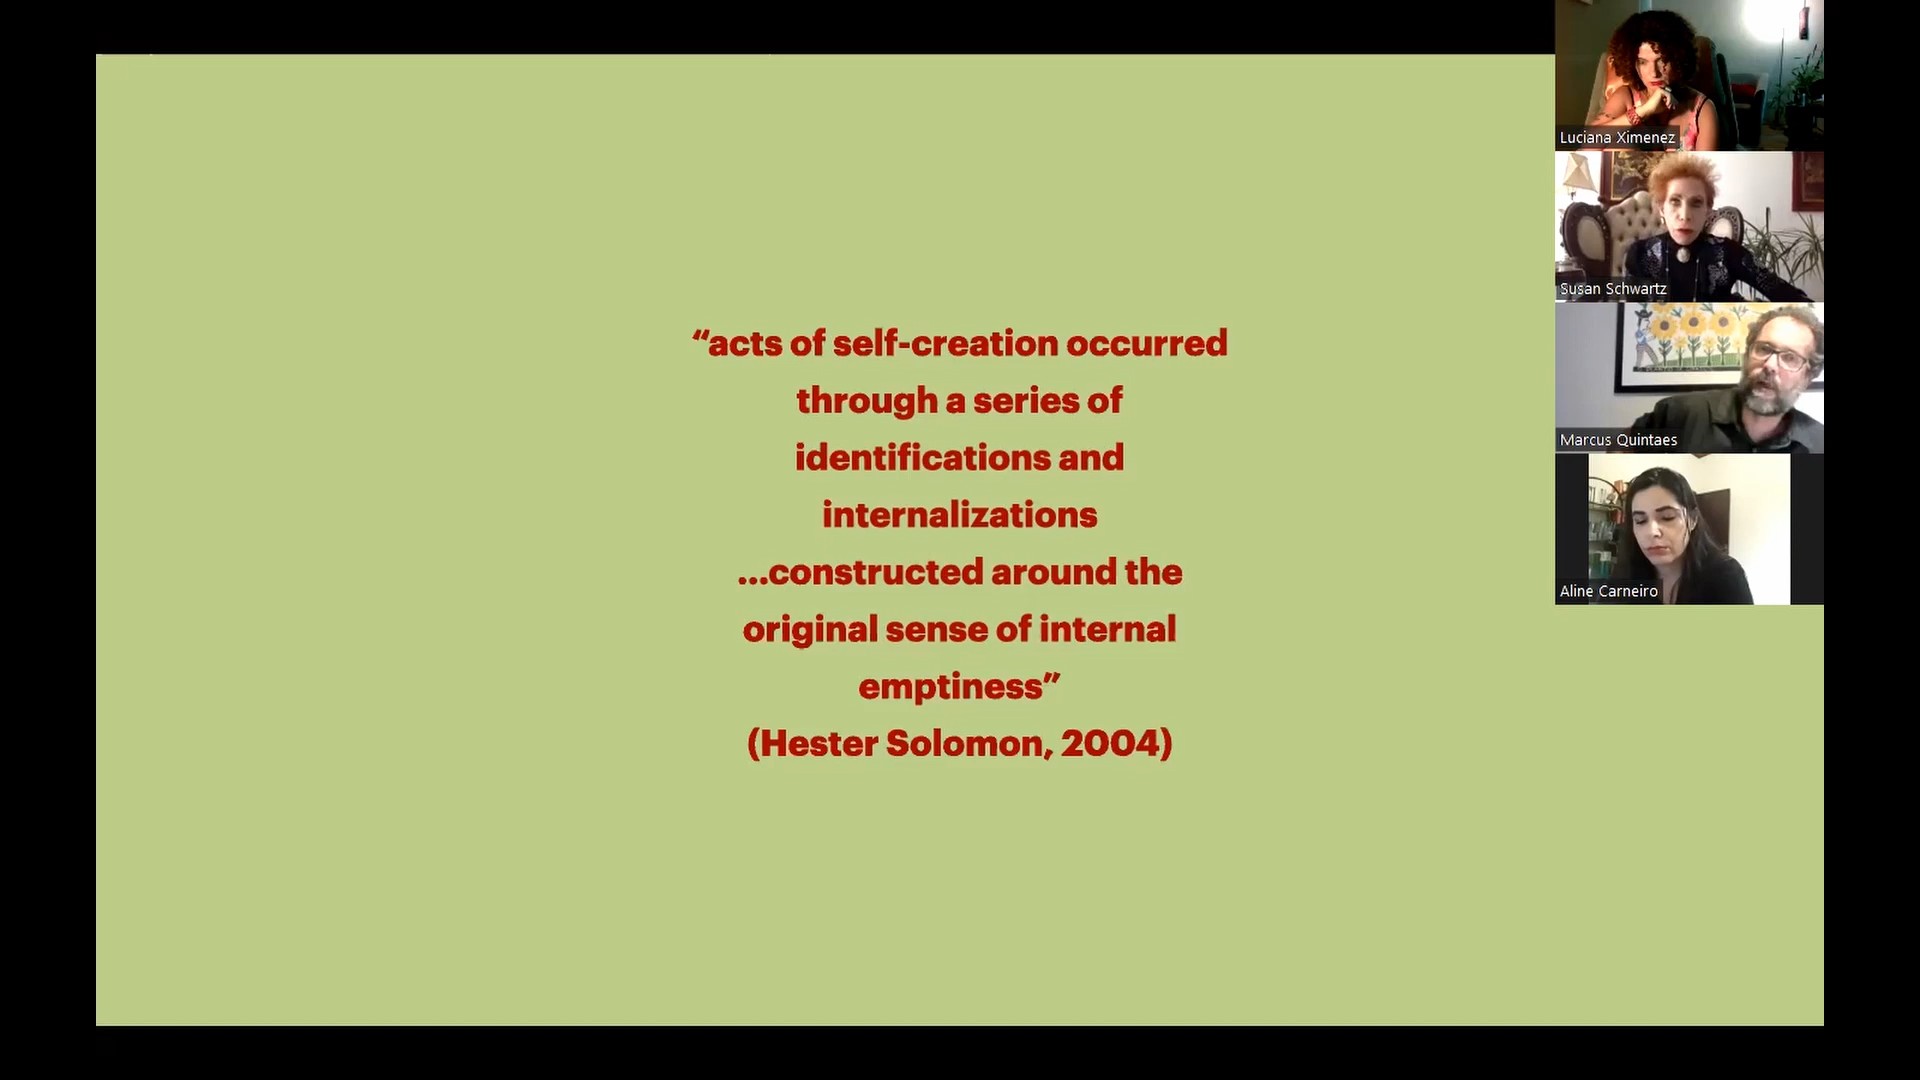 “acts of self-creation occurred
through a series of
identifications and
internalizations
...constructed around the
original sense of internal
emptiness”
(Hester Solomon, 2004)
Luciana Ximenez
Susan Schwartz
Marcus Quintaes
Aline Carneiro